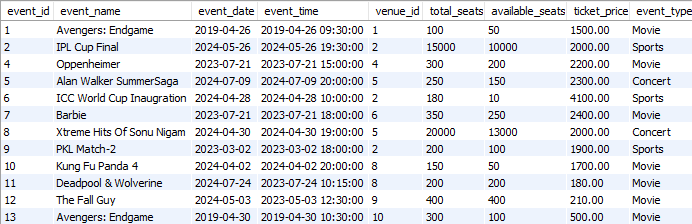 event_id event_name event_date event_time venue_id total_seats available_seats ticket_price event_type
1 Avengers: Endgame 2019-04-26 2019-04-26 09:30:00 1 100 50 1500.00 Movie
2 IPL Cup Final 2024-05-26 2024-05-26 19:30:00 2 15000 10000 2000.00 Sports
4 Oppenheimer 2023-07-21 2023-07-21 15:00:00 4 300 200 2200.00 Movie
5 Alan Walker SummerSaga 2024-07-09 2024-07-09 20:00:00 5 250 150 2300.00 Concert
6 ICC World Cup Inaugration 2024-04-28 2024-04-28 10:00:00 2 180 10 4100.00 Sports
7 Barbie 2023-07-21 2023-07-21 18:00:00 6 350 250 2400.00 Movie
8 Xtreme Hits Of Sonu Nigam 2024-04-30 2024-04-30 19:00:00 5 20000 13000 2000.00 Concert
9 PKL Match-2 2023-03-02 2023-03-02 18:00:00 2 200 100 1900.00 Sports
10 Kung Fu Panda 4 2024-04-02 2024-04-02 20:00:00 8 150 50 1700.00 Movie
11 Deadpool & Wolverine 2024-07-24 2023-07-24 10:15:00 8 200 200 180.00 Movie
12 The Fall Guy 2024-05-03 2023-05-03 12:30:00 9 400 400 210.00 Movie
13 Avengers: Endgame 2019-04-30 2019-04-30 10:30:00 10 300 100 500.00 Movie